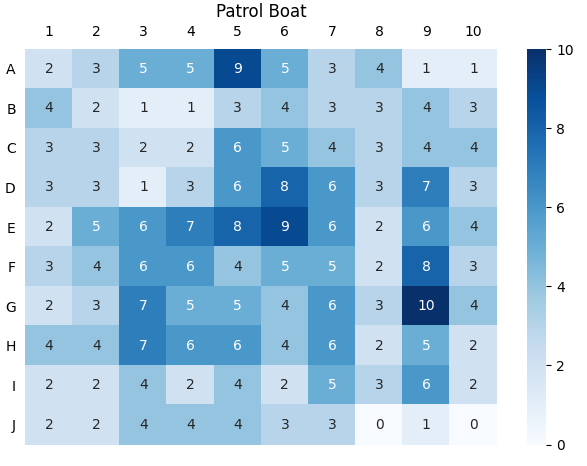 Patrol Boat
1 2 3 4 5 6 7 8 9 10
A 2 3 5 5 9 5 3 4 1 1
B 4 2 1 1 3 4 3 3 4 3
C 3 3 2 2 6 5 4 3 4 4
D 3 3 1 3 6 8 6 3 7 3
E 2 5 6 7 8 9 6 2 6 4
F 3 4 6 6 4 5 5 2 8 3
G 2 3 7 5 5 4 6 3 10 4
H 4 4 7 6 6 4 6 2 5 2
I 2 2 4 2 4 2 5 3 6 2
J 2 2 4 4 4 3 3 0 1 0
10
8
6
4
2
0